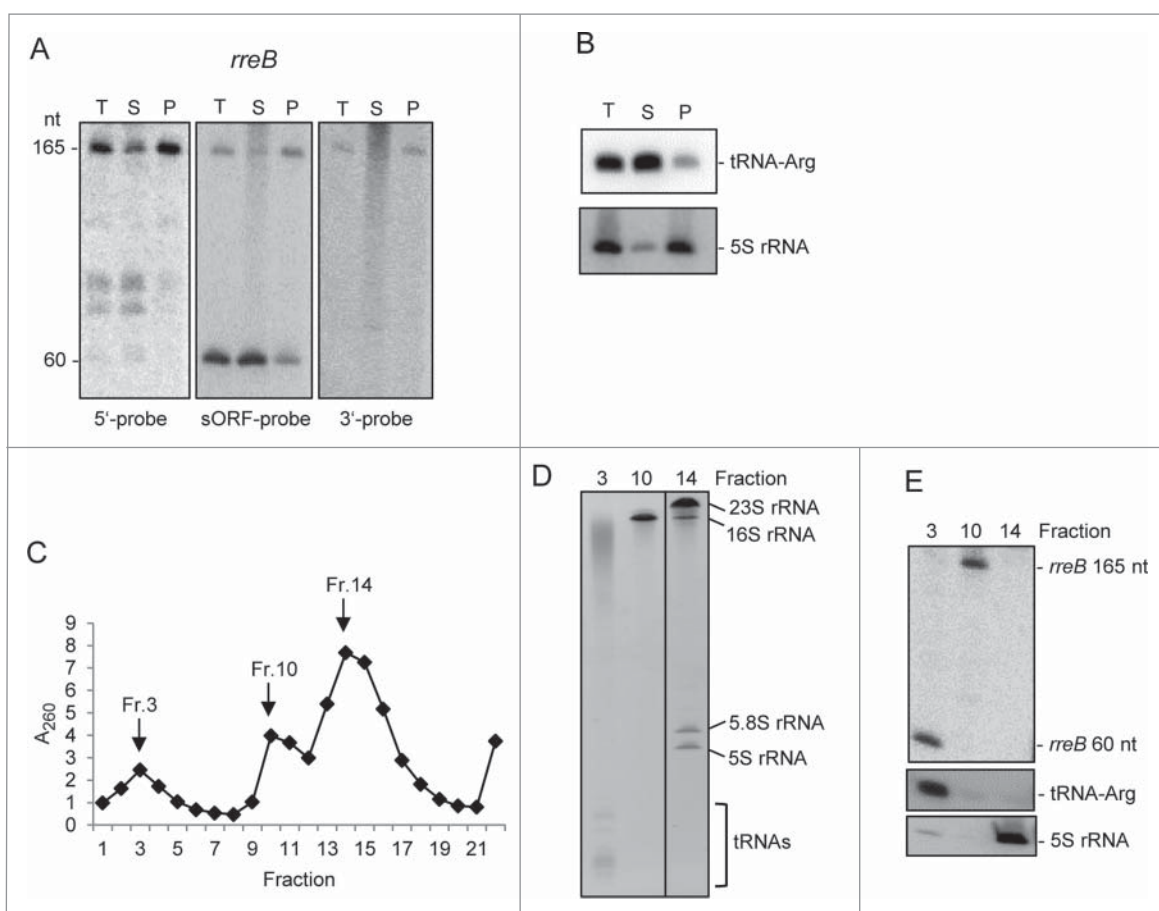 A
rreB
T S P T S P T S P
nt
165 -
60 -
5‘-probe sORF-probe 3‘-probe
B
T S P
- tRNA-Arg
- 5S rRNA
C
Fr.14
Fr.10
Fr.3
A260
9
8
7
6
5
4
3
2
1
0
1 3 5 7 9 11 13 15 17 19 21
Fraction
D
3 10 14 Fraction
23S rRNA
16S rRNA
5.8S rRNA
5S rRNA
tRNAs
E
3 10 14 Fraction
- rreB 165 nt
- rreB 60 nt
- tRNA-Arg
- 5S rRNA